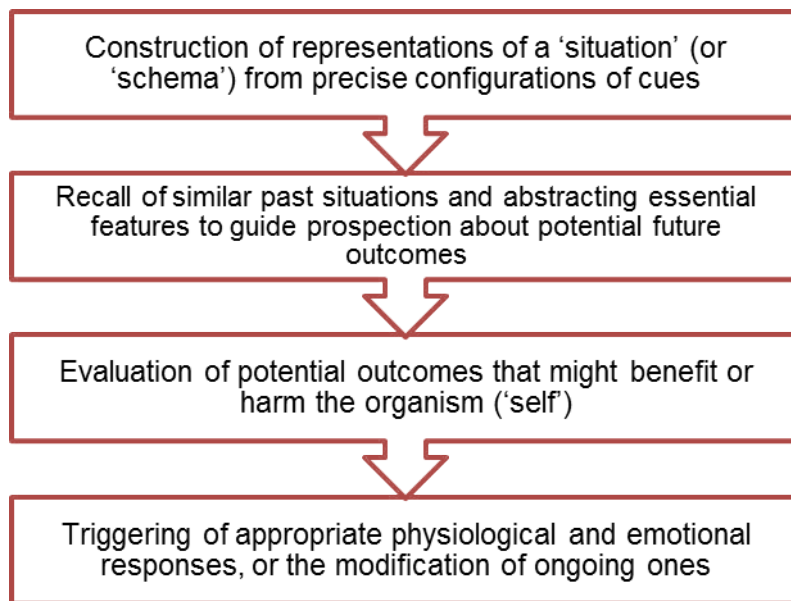 Construction of representations of a ‘situation’ (or
‘schema’) from precise configurations of cues
Recall of similar past situations and abstracting essential
features to guide prospection about potential future
outcomes
Evaluation of potential outcomes that might benefit or
harm the organism (‘self’)
Triggering of appropriate physiological and emotional
responses, or the modification of ongoing ones